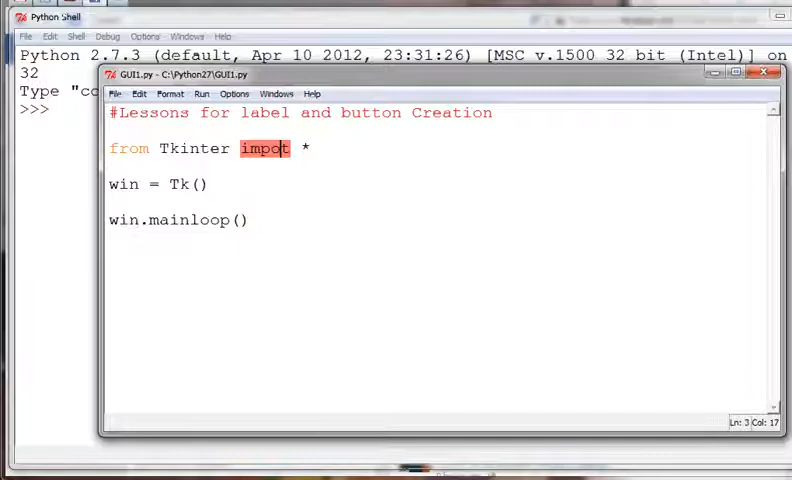 Python Shell
File Edit Shell Debug Options Windows Help
Python 2.7.3 (default, Apr 10 2012, 23:31:26) [MSC v.1500 32 bit (Intel)] on
32
Type "co
>>>
GUI1.py - C:\Python27\GUI1.py
File Edit Format Run Options Windows Help
#Lessons for label and button Creation
from Tkinter impot *
win = Tk()
win.mainloop()
Ln: 3 Col: 17